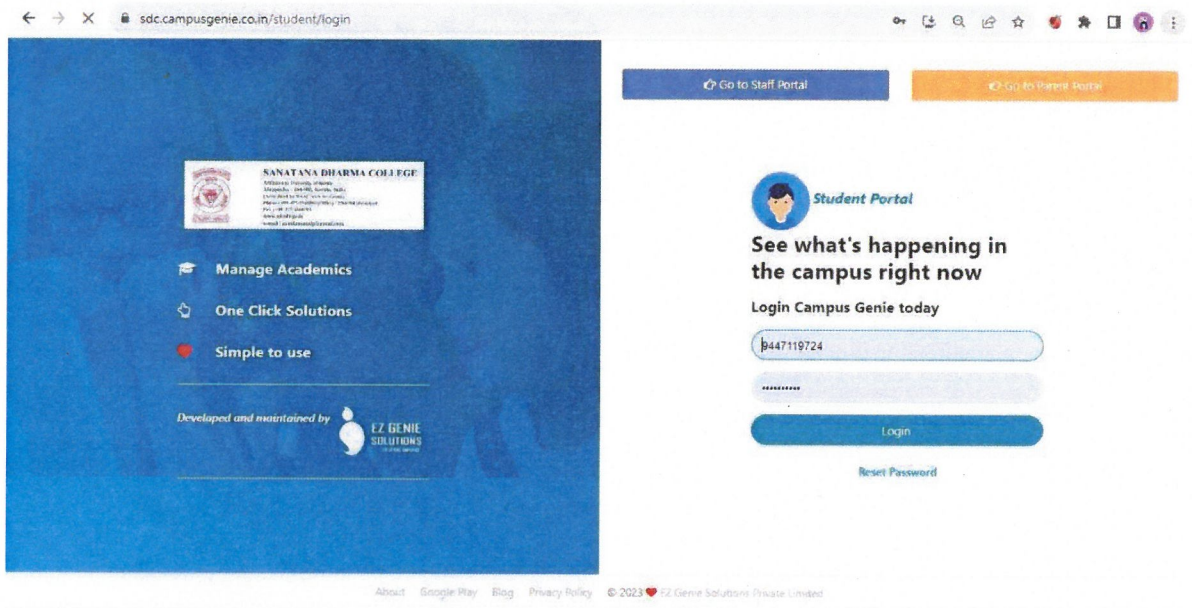 sdc.campusgenie.co.in/student/login
Go to Staff Portal
Go to Parent Portal
SANATANA DHARMA COLLEGE
Manage Academics
One Click Solutions
Simple to use
Developed and maintained by
EZ GENIE
SOLUTIONS
Student Portal
See what's happening in
the campus right now
Login Campus Genie today
9447119724
Login
Reset Password
About Google Play Blog Privacy Policy © 2023 EZ Genie Solutions Private Limited